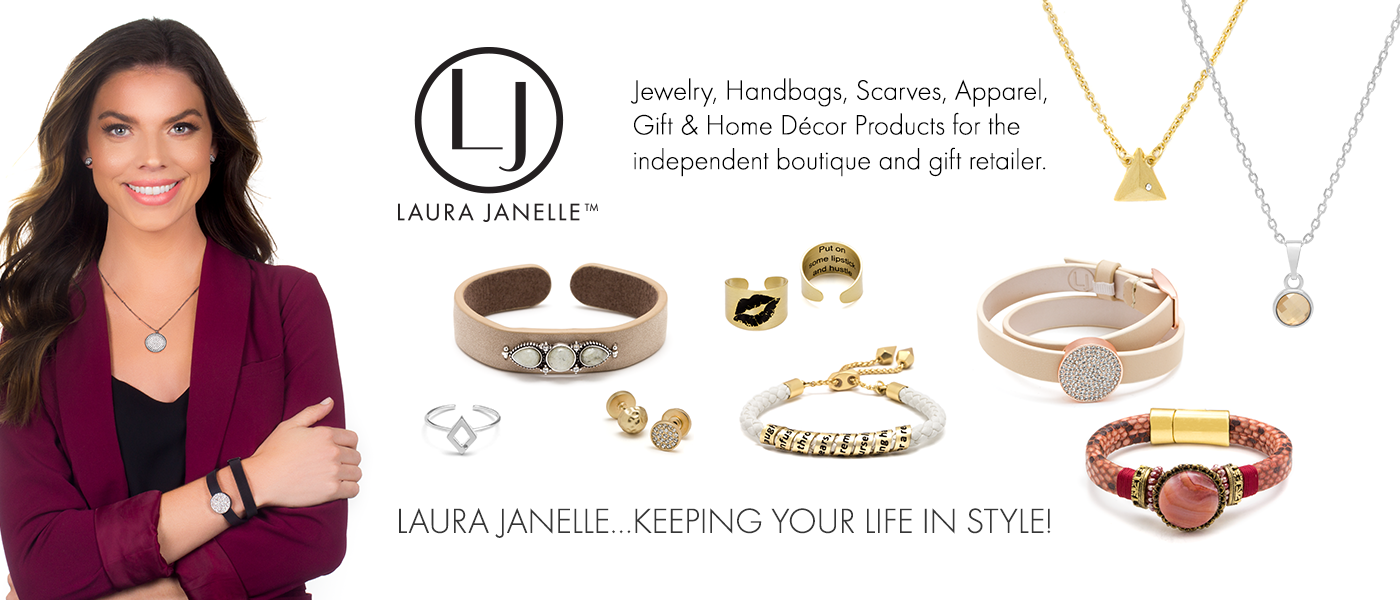 LJ
LAURA JANELLE™
Jewelry, Handbags, Scarves, Apparel,
Gift & Home Décor Products for the
independent boutique and gift retailer.
Put on
some lipstick
and hustle
LJ
LAURA JANELLE...KEEPING YOUR LIFE IN STYLE!